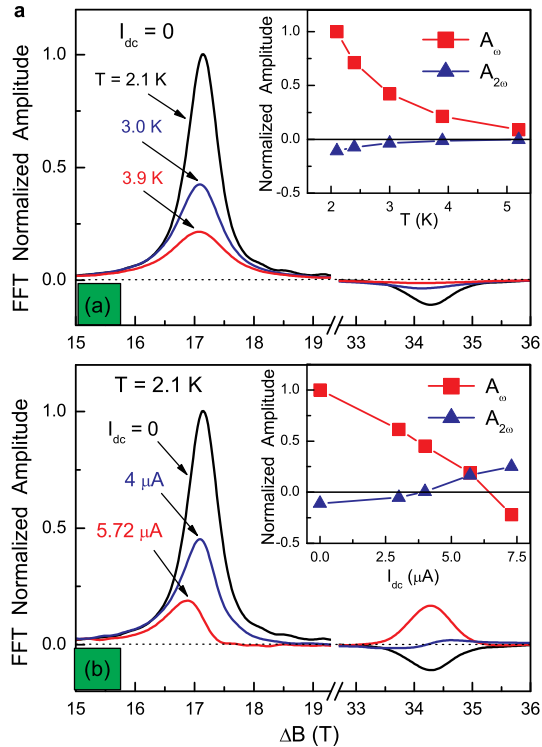 a
I_dc = 0
T = 2.1 K
3.0 K
3.9 K
FFT Normalized Amplitude
1.0
0.5
0.0
(a)
15 16 17 18 19 33 34 35 36
Normalized Amplitude
1.0
0.5
0.0
-0.5
A_ω
A_2ω
2 3 4 5
T (K)
T = 2.1 K
I_dc = 0
4 μA
5.72 μA
FFT Normalized Amplitude
1.0
0.5
0.0
(b)
15 16 17 18 19 33 34 35 36
ΔB (T)
Normalized Amplitude
1.0
0.5
0.0
-0.5
A_ω
A_2ω
0.0 2.5 5.0 7.5
I_dc (μA)